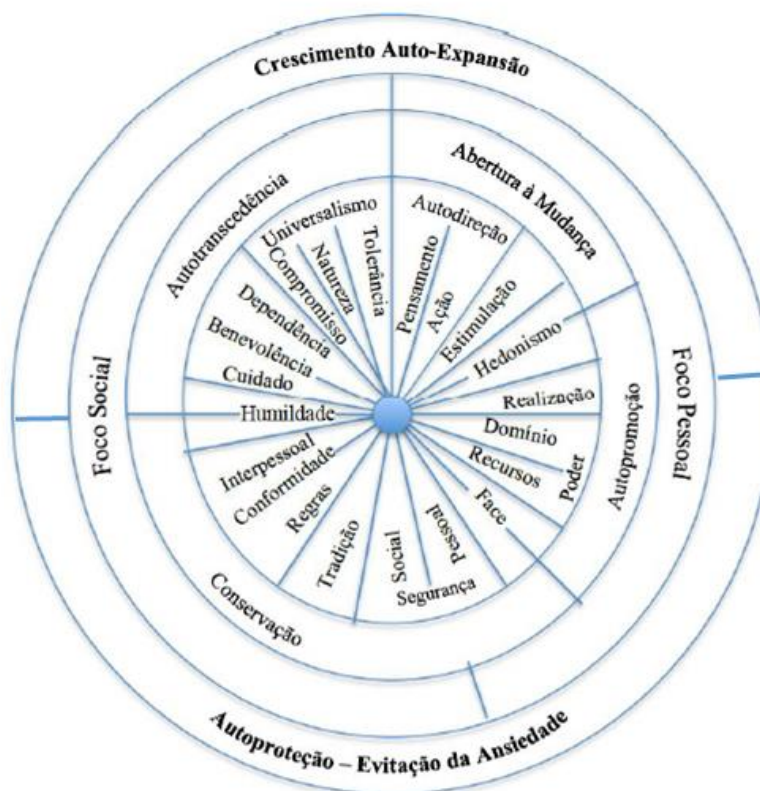 Crescimento Auto-Expansão
Autotranscedência
Abertura à Mudança
Universalismo
Natureza
Tolerância
Compromisso
Dependência
Benevolência
Cuidado
Humildade
Autodireção
Pensamento
Ação
Estimulação
Hedonismo
Realização
Domínio
Recursos
Poder
Face
Foco Social
Foco Pessoal
Autopromoção
Interpessoal
Conformidade
Regras
Tradição
Social
Pessoal
Segurança
Conservação
Autoproteção – Evitação da Ansiedade